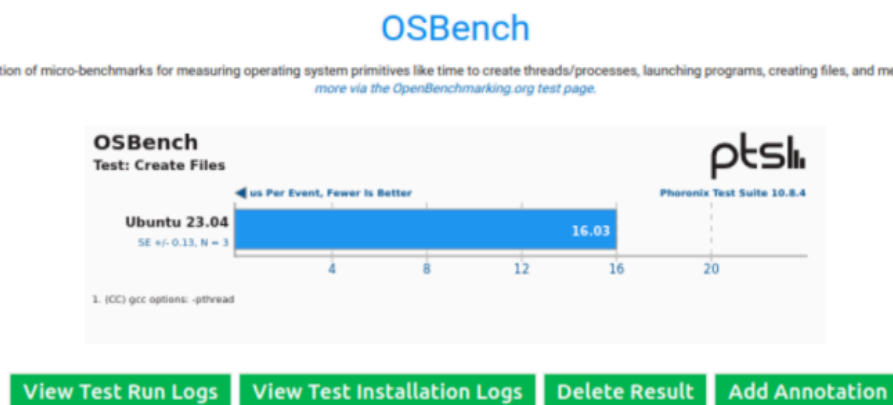 OSBench
tion of micro-benchmarks for measuring operating system primitives like time to create threads/processes, launching programs, creating files, and me
more via the OpenBenchmarking.org test page.
OSBench
Test: Create Files
ptsl
us Per Event, Fewer Is Better
Phoronix Test Suite 10.8.4
Ubuntu 23.04
SE +/- 0.13, N = 3
16.03
4 8 12 16 20
1. (CC) gcc options: -pthread
View Test Run Logs View Test Installation Logs Delete Result Add Annotation